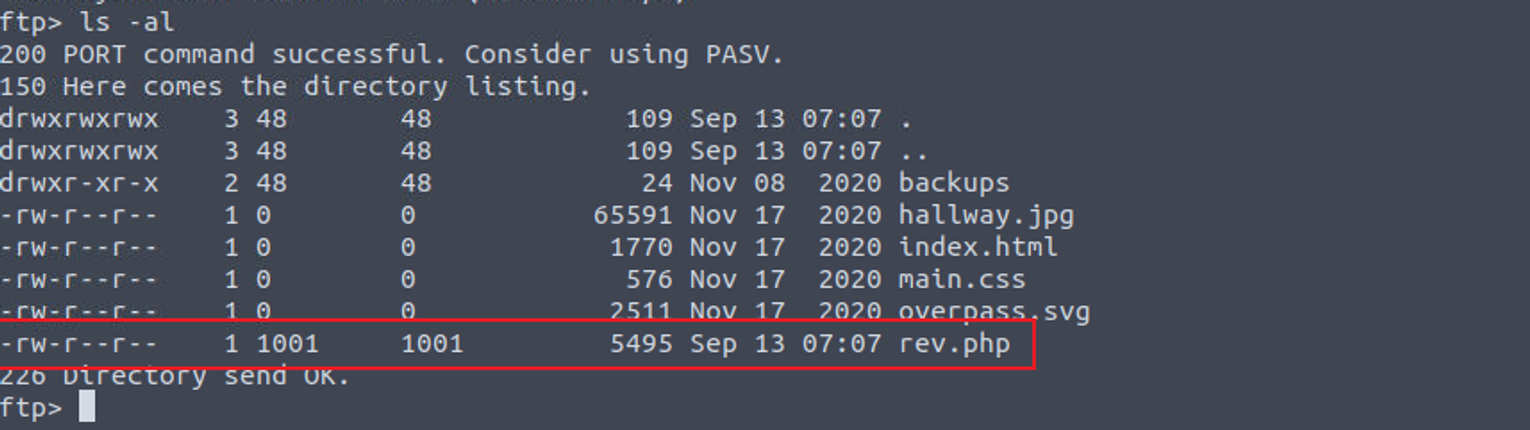 ftp> ls -al
200 PORT command successful. Consider using PASV.
150 Here comes the directory listing.
drwxrwxrwx    3 48       48            109 Sep 13 07:07 .
drwxrwxrwx    3 48       48            109 Sep 13 07:07 ..
drwxr-xr-x    2 48       48             24 Nov 08  2020 backups
-rw-r--r--    1 0        0           65591 Nov 17  2020 hallway.jpg
-rw-r--r--    1 0        0            1770 Nov 17  2020 index.html
-rw-r--r--    1 0        0             576 Nov 17  2020 main.css
-rw-r--r--    1 0        0            2511 Nov 17  2020 overpass.svg
-rw-r--r--    1 1001     1001         5495 Sep 13 07:07 rev.php
226 Directory send OK.
ftp>